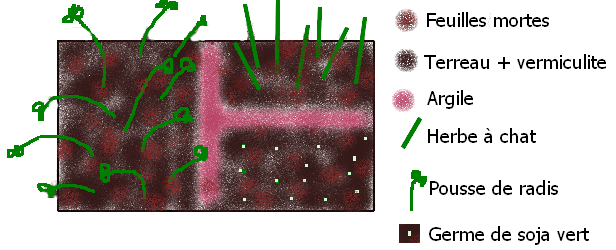 Feuilles mortes
Terreau + vermiculite
Argile
Herbe à chat
Pousse de radis
Germe de soja vert